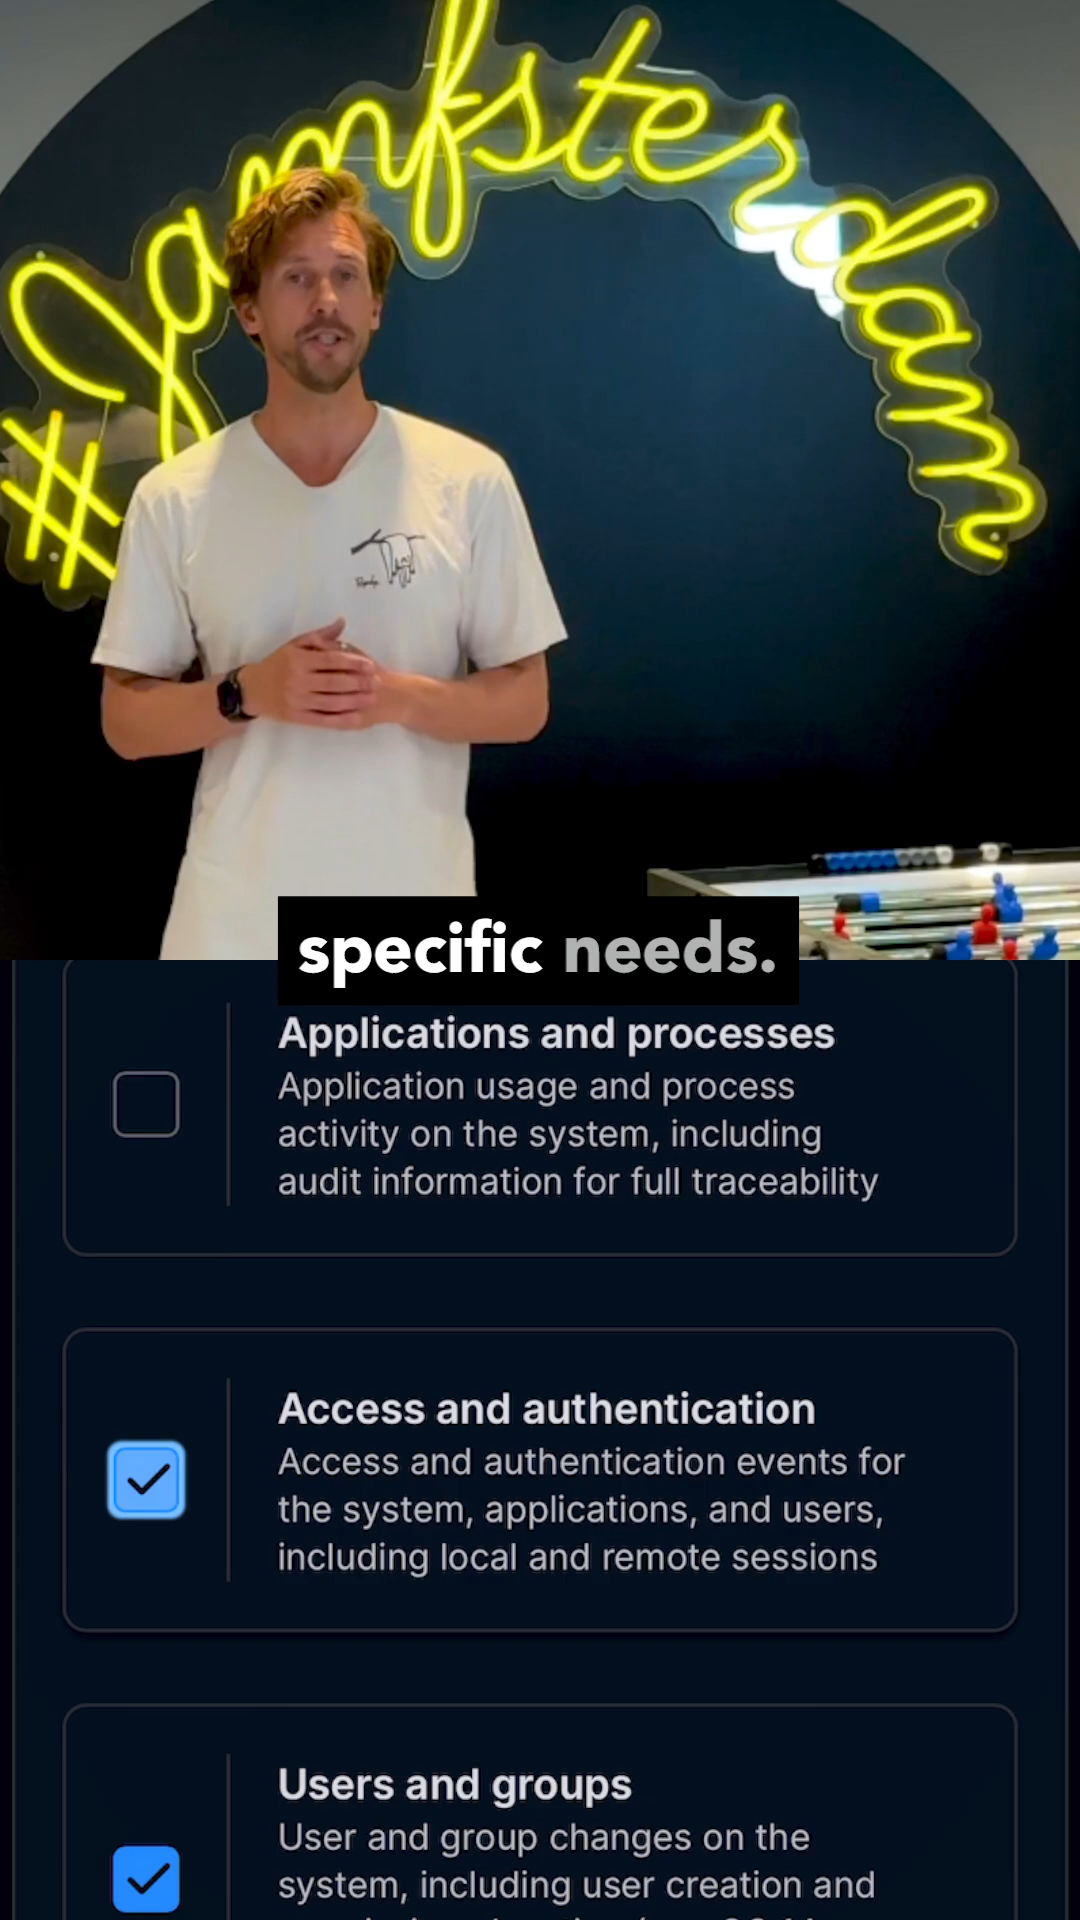 #Jamfsterdam
specific needs.
Applications and processes
Application usage and process
activity on the system, including
audit information for full traceability
Access and authentication
Access and authentication events for
the system, applications, and users,
including local and remote sessions
Users and groups
User and group changes on the
system, including user creation and